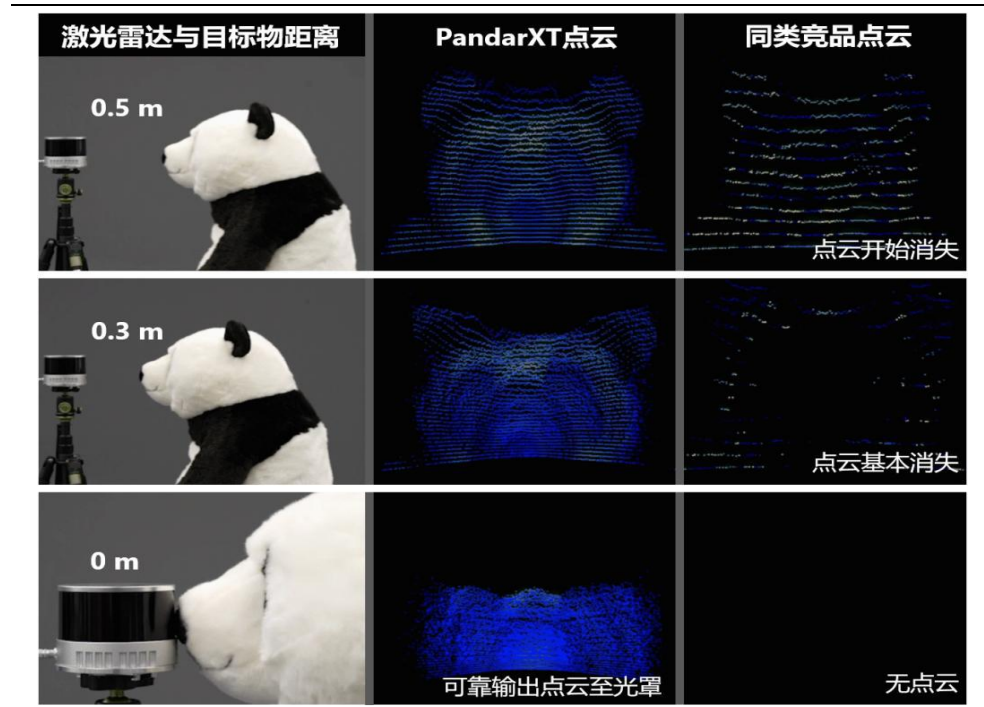 激光雷达与目标物距离
PandarXT点云
同类竞品点云
0.5 m
点云开始消失
0.3 m
点云基本消失
0 m
可靠输出点云至光罩
无点云